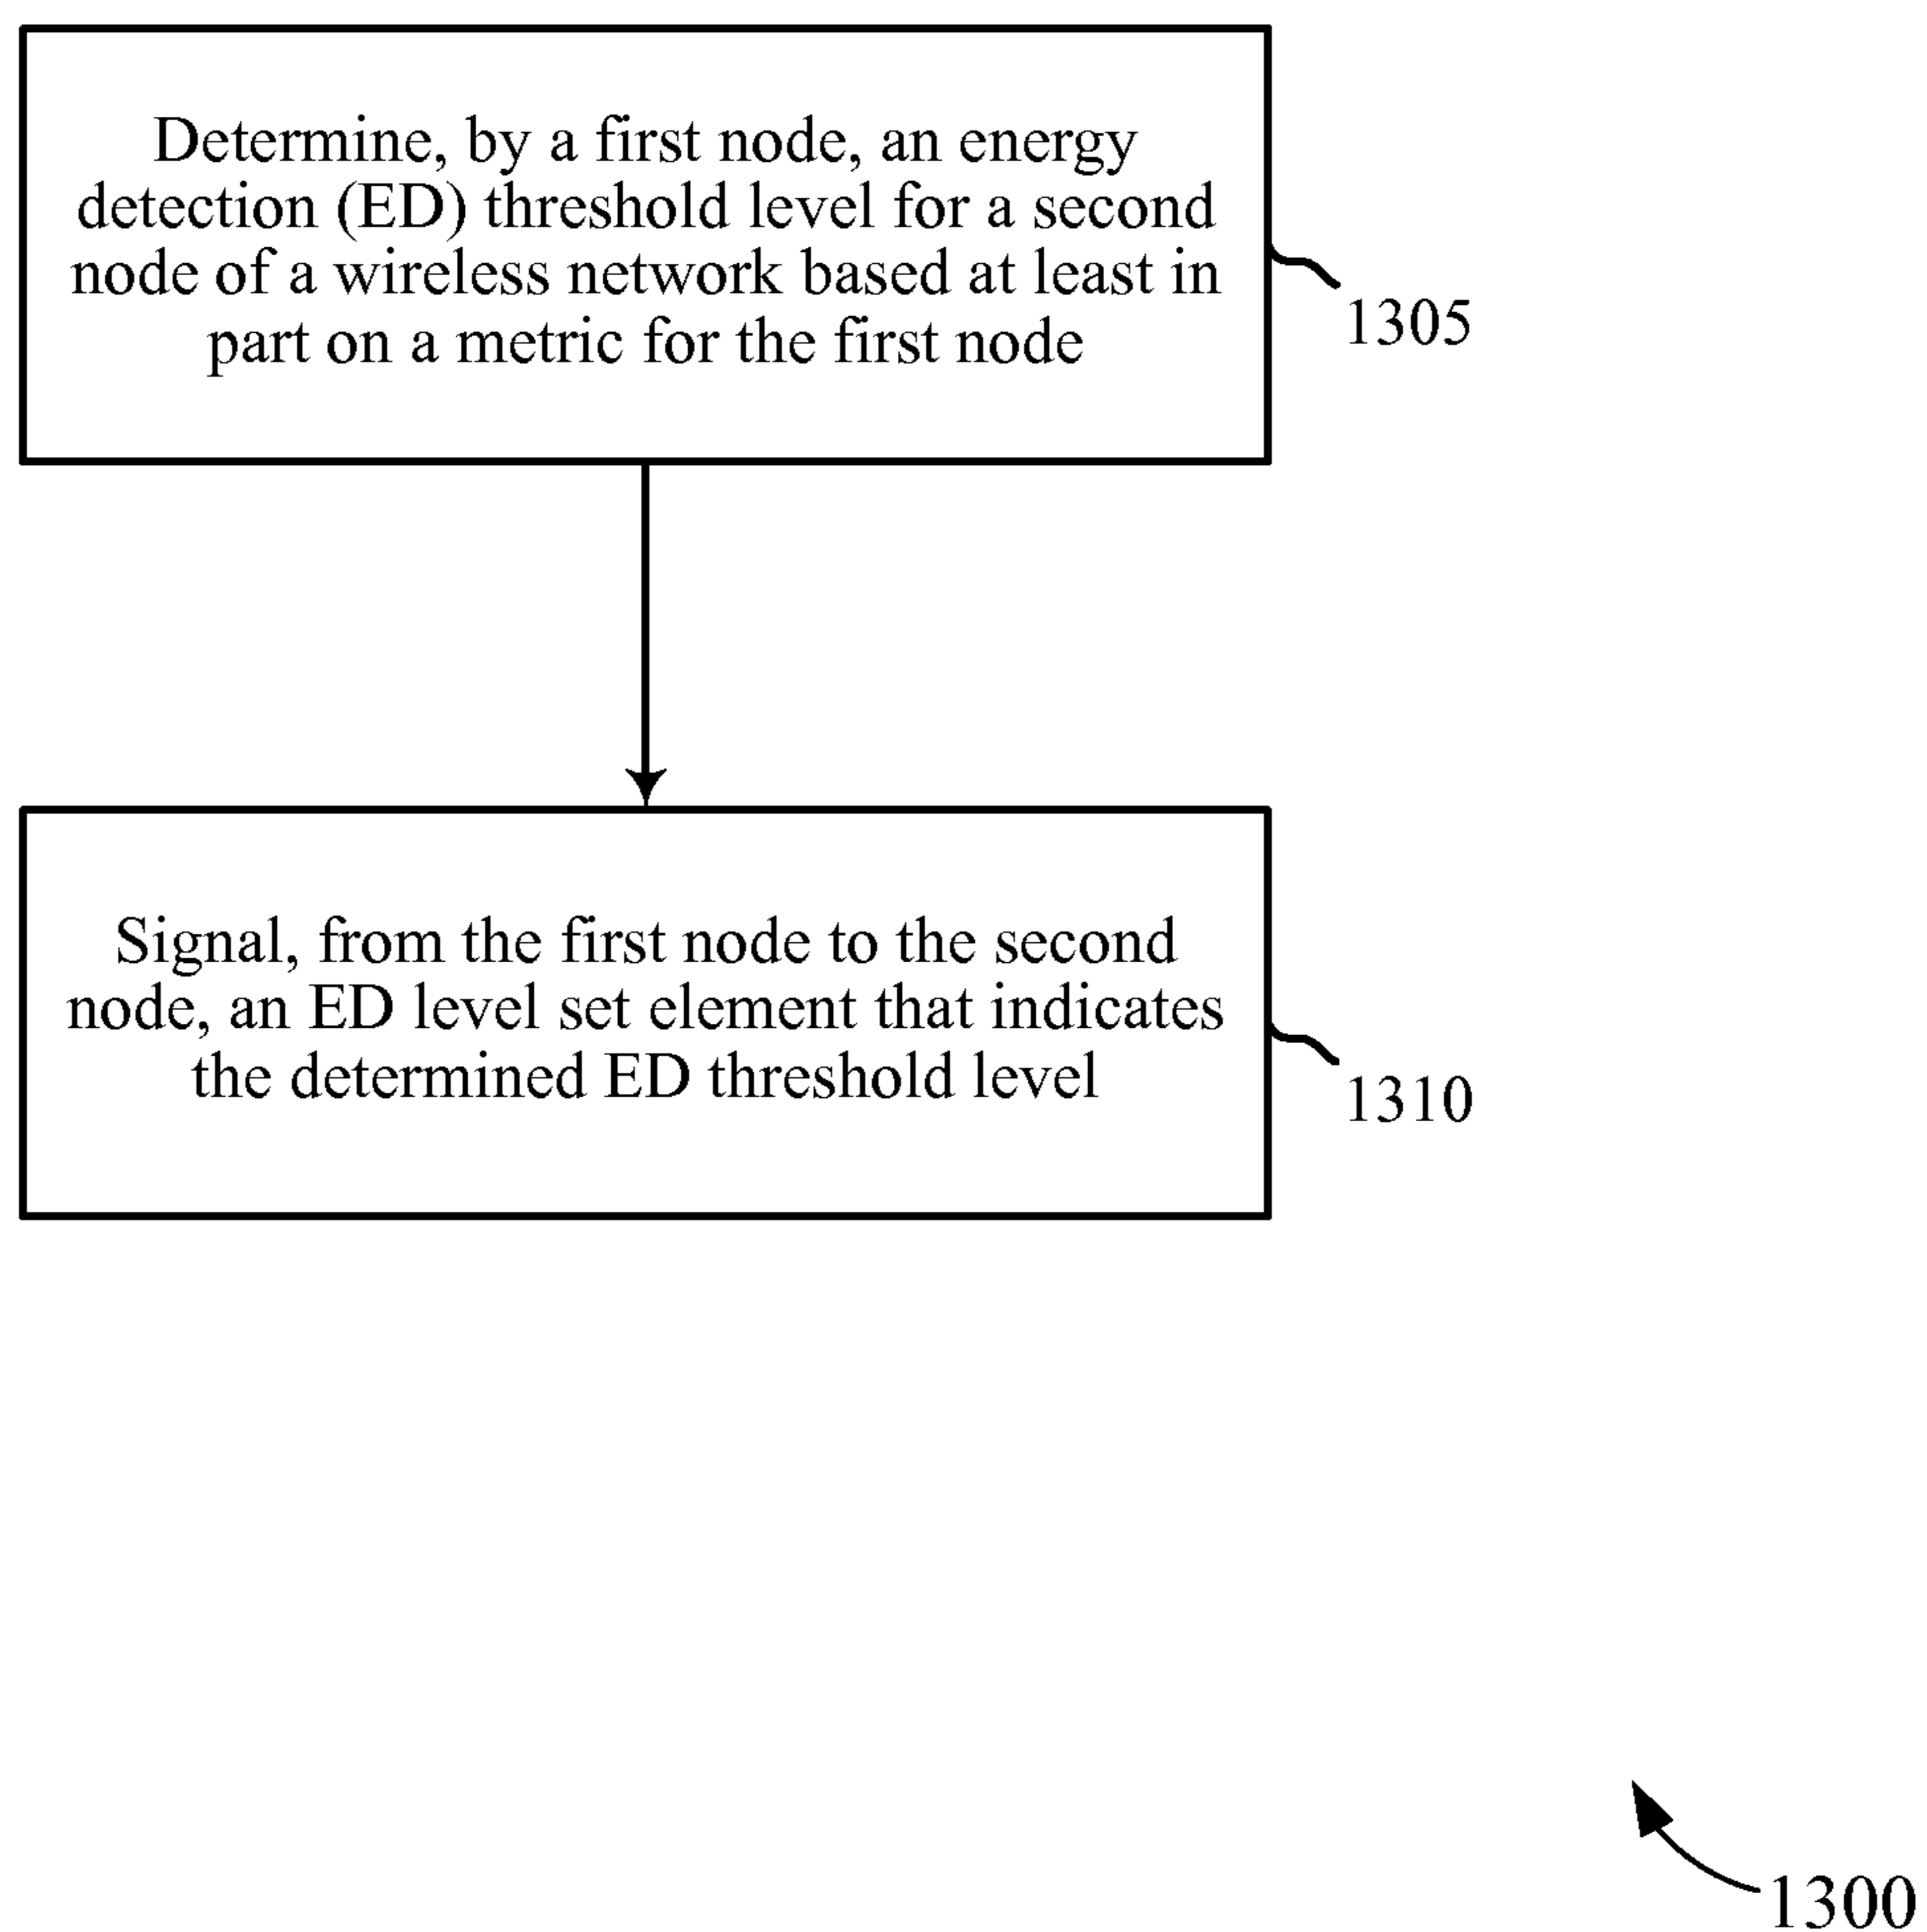 Determine, by a first node, an energy
detection (ED) threshold level for a second
node of a wireless network based at least in
part on a metric for the first node
1305
Signal, from the first node to the second
node, an ED level set element that indicates
the determined ED threshold level
1310
1300